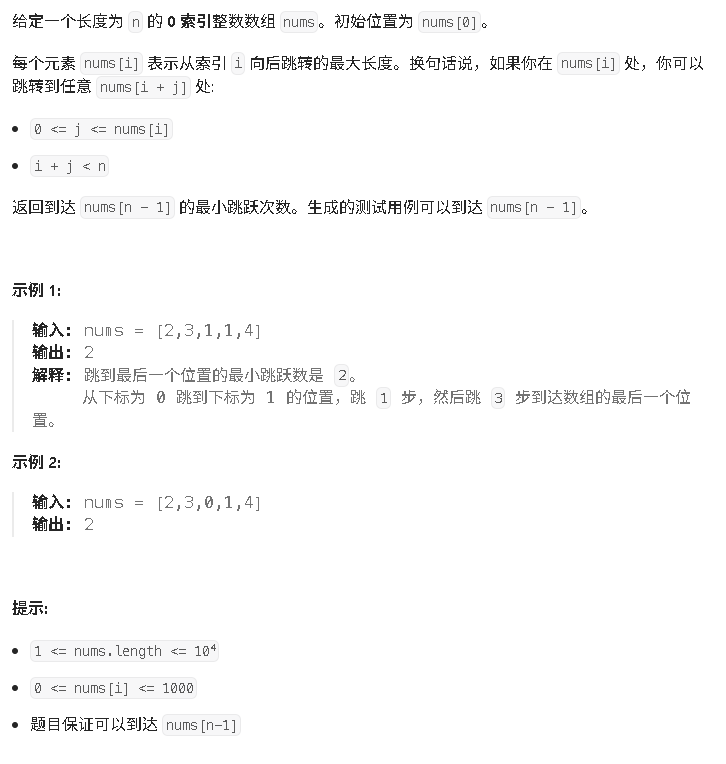 给定一个长度为 n 的 0 索引整数数组 nums。初始位置为 nums[0]。
每个元素 nums[i] 表示从索引 i 向后跳转的最大长度。换句话说，如果你在 nums[i] 处，你可以
跳转到任意 nums[i + j] 处:
• 0 <= j <= nums[i]
• i + j < n
返回到达 nums[n - 1] 的最小跳跃次数。生成的测试用例可以到达 nums[n - 1]。
示例 1:
输入: nums = [2,3,1,1,4]
输出: 2
解释: 跳到最后一个位置的最小跳跃数是 2。
从下标为 0 跳到下标为 1 的位置，跳 1 步，然后跳 3 步到达数组的最后一个位
置。
示例 2:
输入: nums = [2,3,0,1,4]
输出: 2
提示:
• 1 <= nums.length <= 10⁴
• 0 <= nums[i] <= 1000
• 题目保证可以到达 nums[n-1]